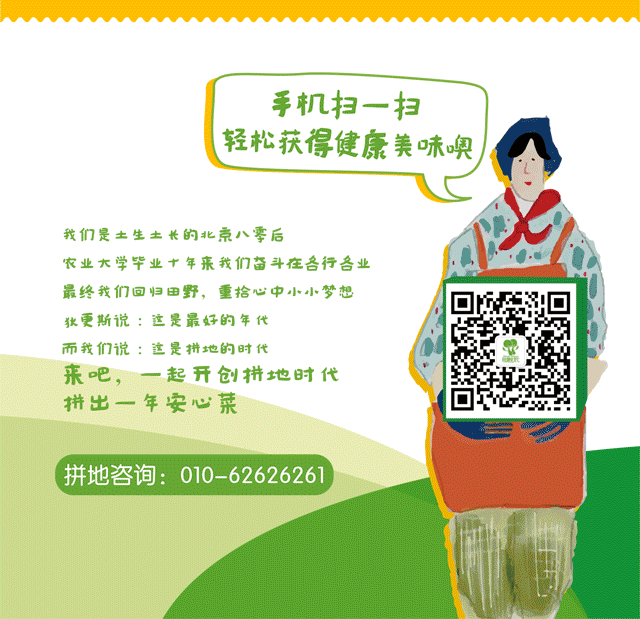 手机扫一扫
轻松获得健康美味噢
我们是土生土长的北京八零后
农业大学毕业十年来我们奋斗在各行各业
最终我们回归田野，重拾心中小小梦想
狄更斯说：这是最好的年代
而我们说：这是拼地的时代
来吧，一起开创拼地时代
拼出一年安心菜
拼地咨询：010-62626261